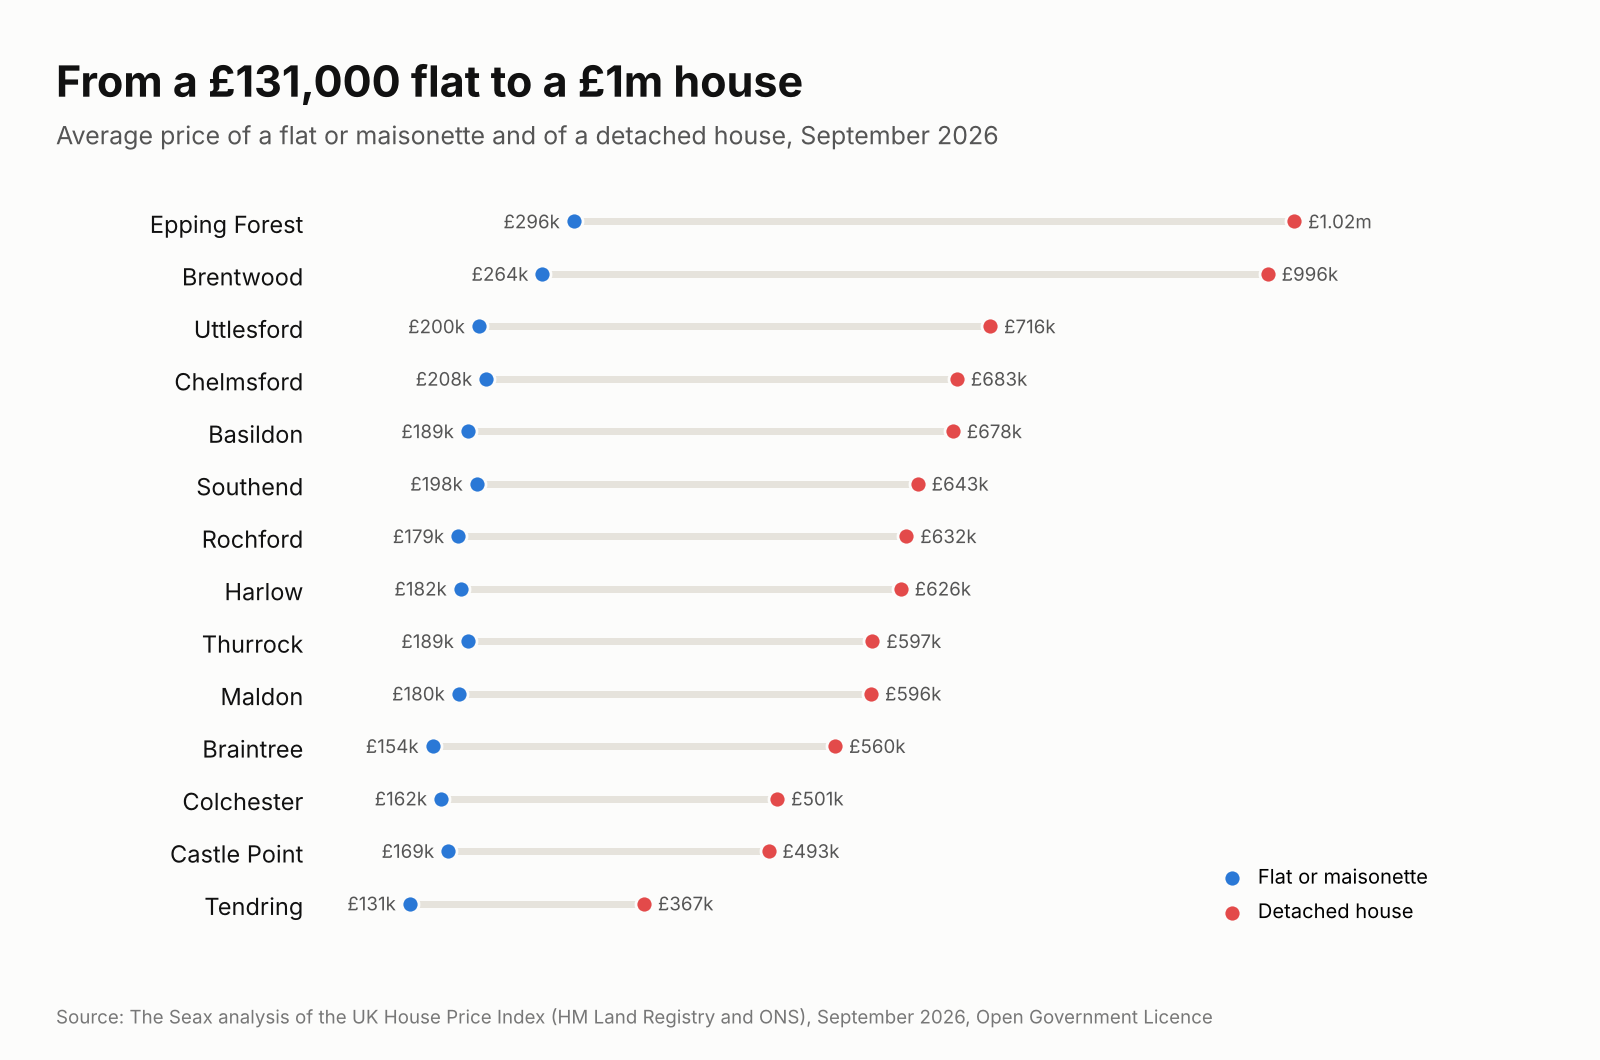 From a £131,000 flat to a £1m house
Average price of a flat or maisonette and of a detached house, September 2026
Epping Forest £296k £1.02m
Brentwood £264k £996k
Uttlesford £200k £716k
Chelmsford £208k £683k
Basildon £189k £678k
Southend £198k £643k
Rochford £179k £632k
Harlow £182k £626k
Thurrock £189k £597k
Maldon £180k £596k
Braintree £154k £560k
Colchester £162k £501k
Castle Point £169k £493k
Tendring £131k £367k
Flat or maisonette
Detached house
Source: The Seax analysis of the UK House Price Index (HM Land Registry and ONS), September 2026, Open Government Licence